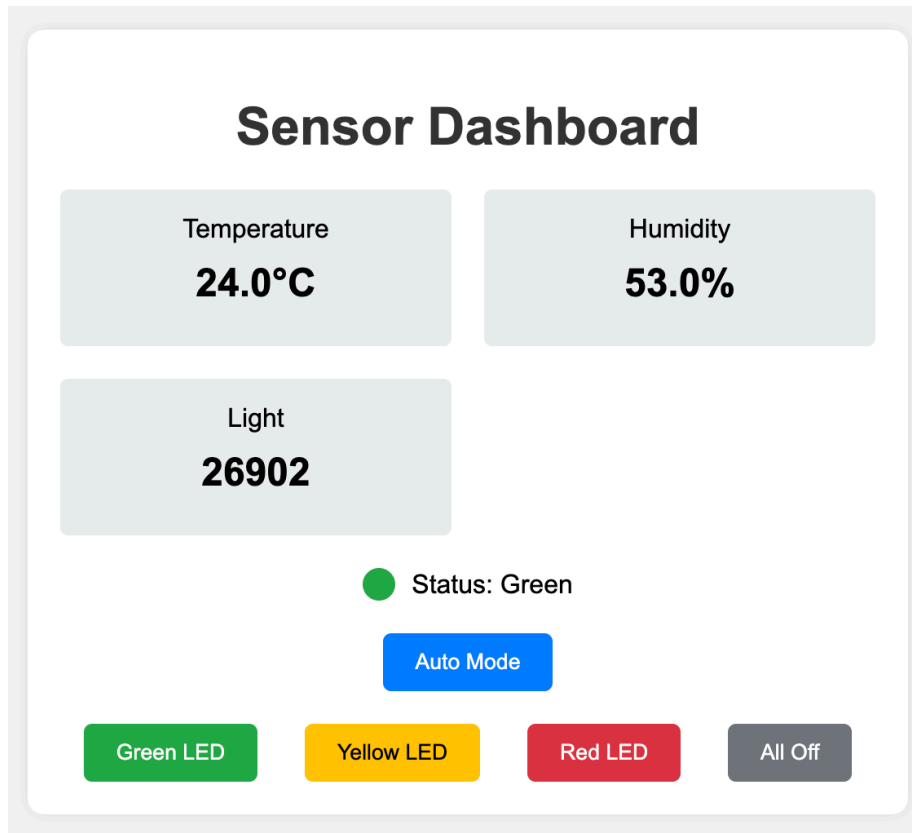 Sensor Dashboard
Temperature
24.0°C
Humidity
53.0%
Light
26902
Status: Green
Auto Mode
Green LED
Yellow LED
Red LED
All Off